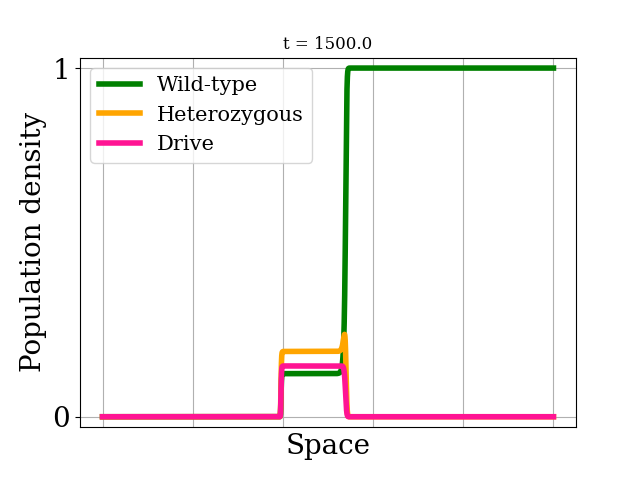 t = 1500.0
1
Wild-type
Heterozygous
Drive
Population density
0
Space